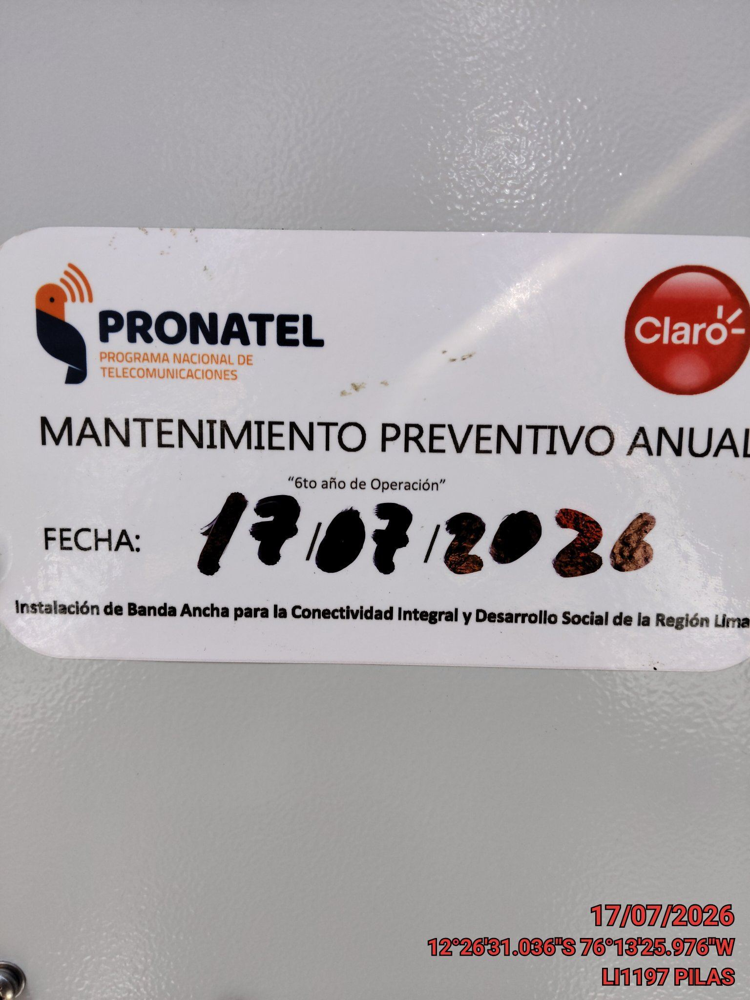 PRONATEL
PROGRAMA NACIONAL DE
TELECOMUNICACIONES
Claro
MANTENIMIENTO PREVENTIVO ANUAL
“6to año de Operación”
FECHA: 17/07/2026
Instalación de Banda Ancha para la Conectividad Integral y Desarrollo Social de la Región Lima
17/07/2026
12°26'31.036"S 76°13'25.976"W
LI1197 PILAS